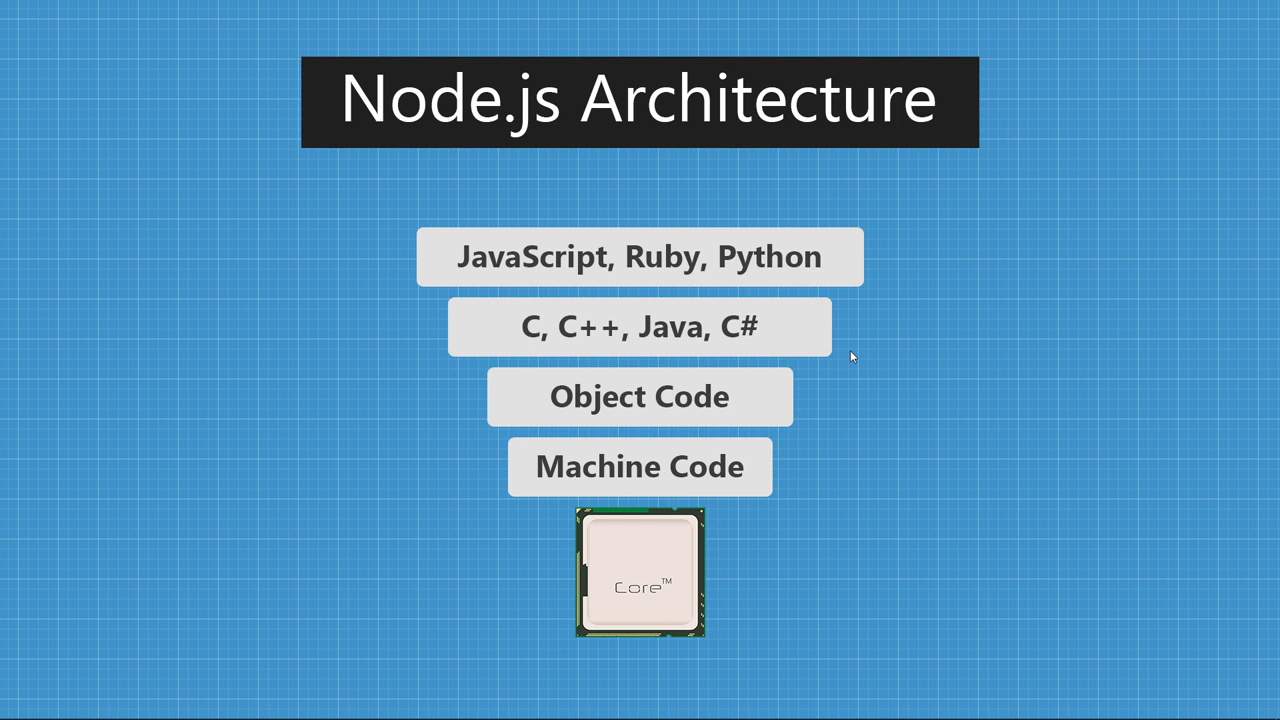 Node.js Architecture
JavaScript, Ruby, Python
C, C++, Java, C#
Object Code
Machine Code
Core™